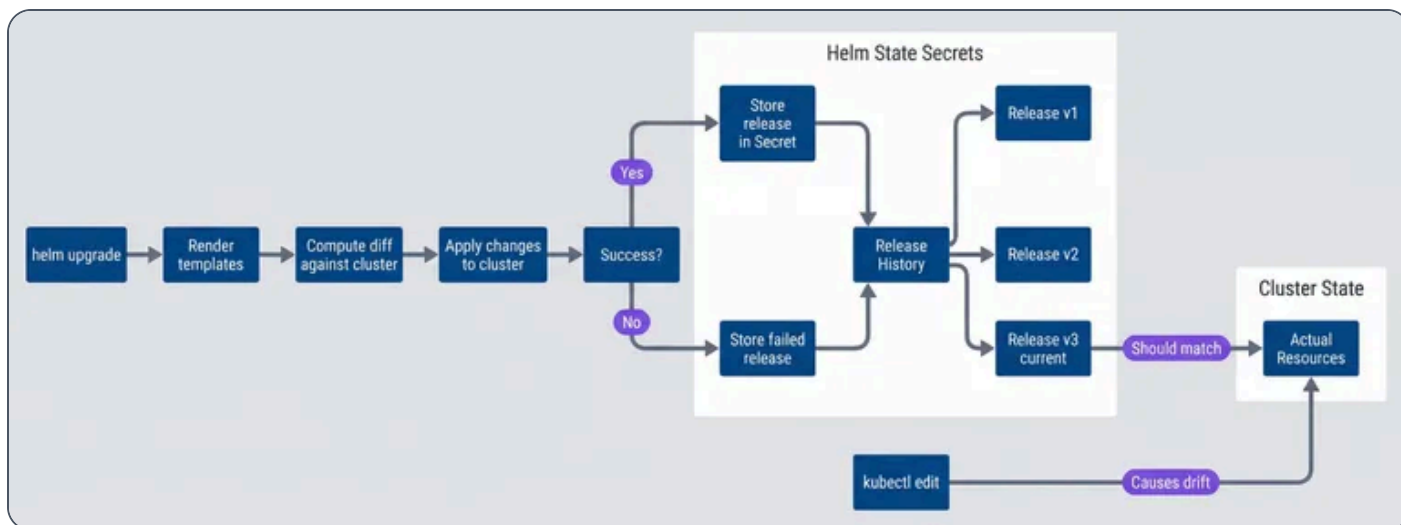 Helm State Secrets
Store
release
in Secret
Release v1
Yes
helm upgrade
Render
templates
Compute diff
against cluster
Apply changes
to cluster
Success?
Release
History
Release v2
Cluster State
No
Store failed
release
Release v3
current
Should match
Actual
Resources
kubectl edit
Causes drift